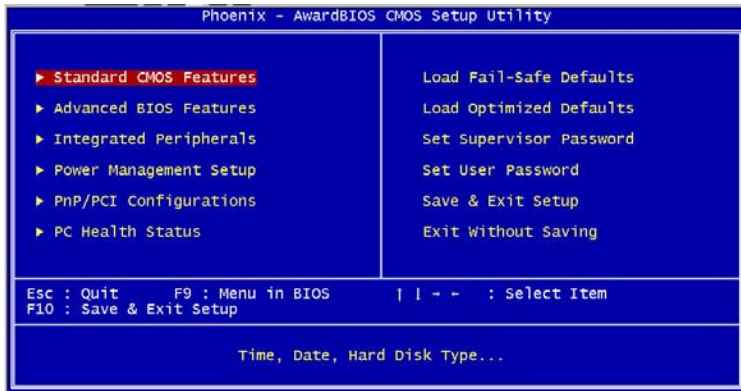 Phoenix - AwardBIOS CMOS Setup Utility
► Standard CMOS Features
► Advanced BIOS Features
► Integrated Peripherals
► Power Management Setup
► PnP/PCI Configurations
► PC Health Status
Load Fail-Safe Defaults
Load Optimized Defaults
Set Supervisor Password
Set User Password
Save & Exit Setup
Exit Without Saving
Esc : Quit F9 : Menu in BIOS ↑ ↓ → ← : Select Item
F10 : Save & Exit Setup
Time, Date, Hard Disk Type...